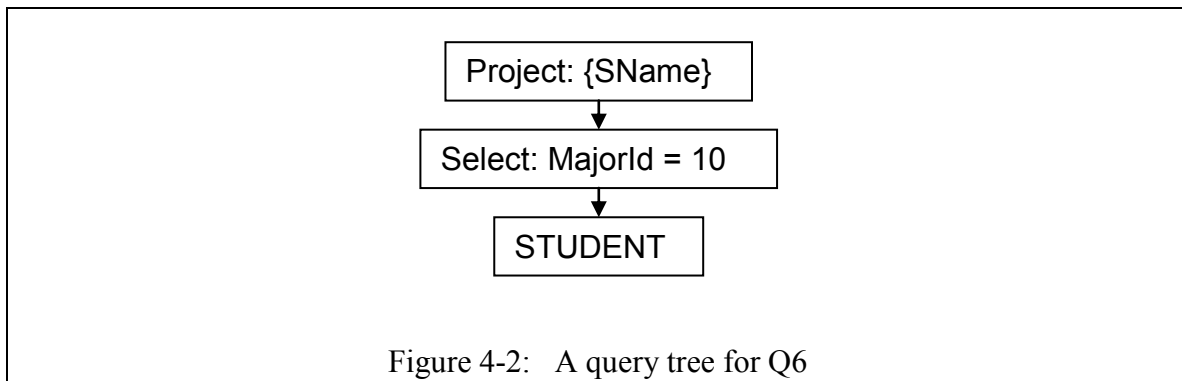 Project: {SName}
Select: MajorId = 10
STUDENT
Figure 4-2: A query tree for Q6